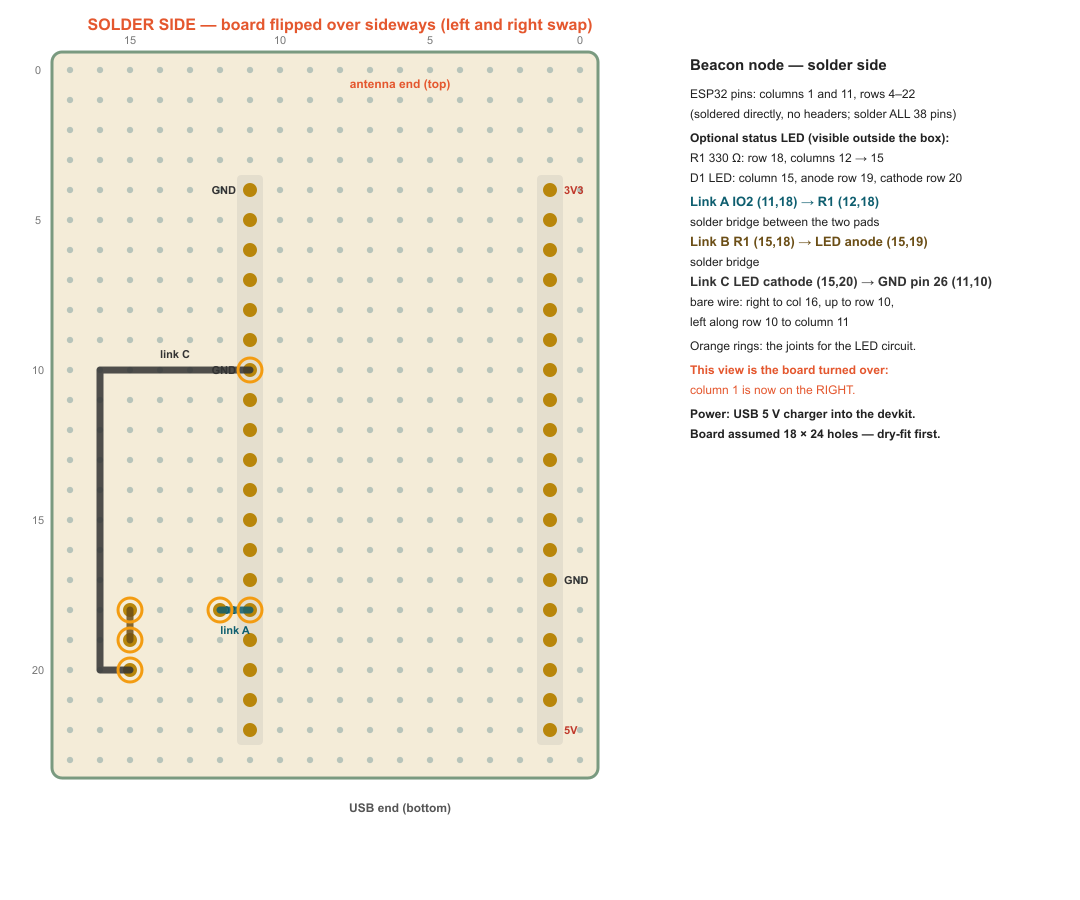 SOLDER SIDE — board flipped over sideways (left and right swap)
15 10 5 0
0
antenna end (top)
GND 3V3
5
link C
10 GND
15
GND
link A
20
5V
USB end (bottom)
Beacon node — solder side
ESP32 pins: columns 1 and 11, rows 4–22
(soldered directly, no headers; solder ALL 38 pins)
Optional status LED (visible outside the box):
R1 330 Ω: row 18, columns 12 → 15
D1 LED: column 15, anode row 19, cathode row 20
Link A IO2 (11,18) → R1 (12,18)
solder bridge between the two pads
Link B R1 (15,18) → LED anode (15,19)
solder bridge
Link C LED cathode (15,20) → GND pin 26 (11,10)
bare wire: right to col 16, up to row 10,
left along row 10 to column 11
Orange rings: the joints for the LED circuit.
This view is the board turned over:
column 1 is now on the RIGHT.
Power: USB 5 V charger into the devkit.
Board assumed 18 × 24 holes — dry-fit first.